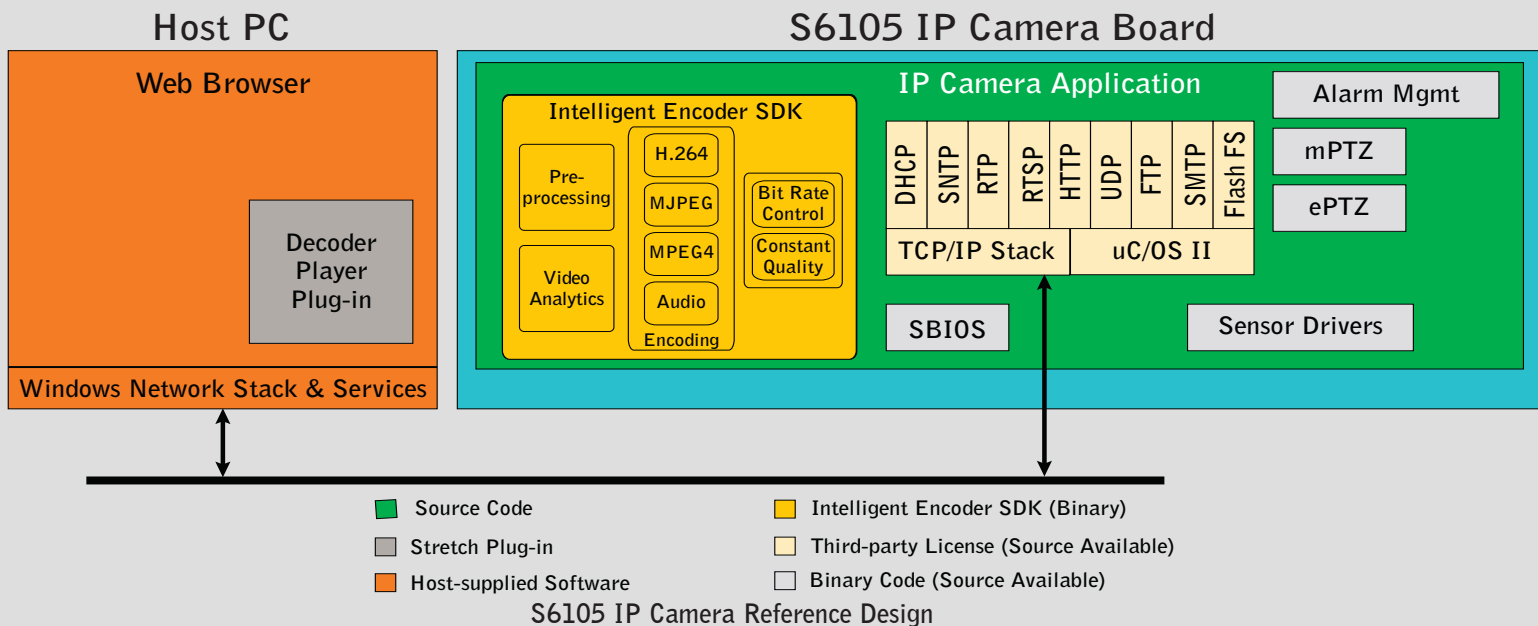 Host PC
S6105 IP Camera Board
Web Browser
Decoder
Player
Plug-in
Windows Network Stack & Services
IP Camera Application
Intelligent Encoder SDK
Pre-
processing
Video
Analytics
H.264
MJPEG
MPEG4
Audio
Encoding
Bit Rate
Control
Constant
Quality
DHCP
SNTP
RTP
RTSP
HTTP
UDP
FTP
SMTP
Flash FS
TCP/IP Stack
uC/OS II
Alarm Mgmt
mPTZ
ePTZ
SBIOS
Sensor Drivers
Source Code
Stretch Plug-in
Host-supplied Software
Intelligent Encoder SDK (Binary)
Third-party License (Source Available)
Binary Code (Source Available)
S6105 IP Camera Reference Design